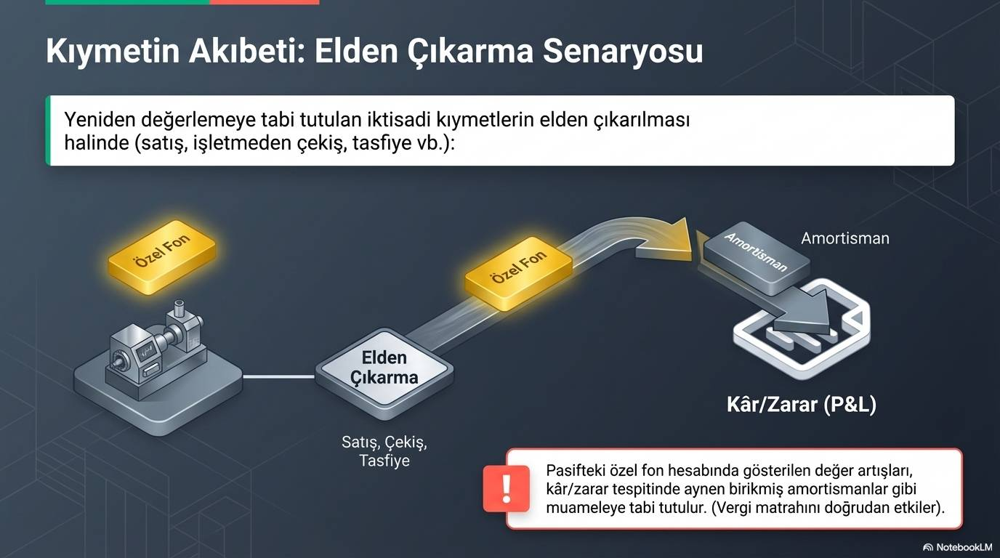 Kıymetin Akıbeti: Elden Çıkarma Senaryosu
Yeniden değerlemeye tabi tutulan iktisadi kıymetlerin elden çıkarılması
halinde (satış, işletmeden çekiş, tasfiye vb.):
Özel Fon
Elden
Çıkarma
Satış, Çekiş,
Tasfiye
Özel Fon
Amortisman
Amortisman
Kâr/Zarar (P&L)
!
Pasifteki özel fon hesabında gösterilen değer artışları,
kâr/zarar tespitinde aynen birikmiş amortismanlar gibi
muameleye tabi tutulur. (Vergi matrahını doğrudan etkiler).
NotebookLM